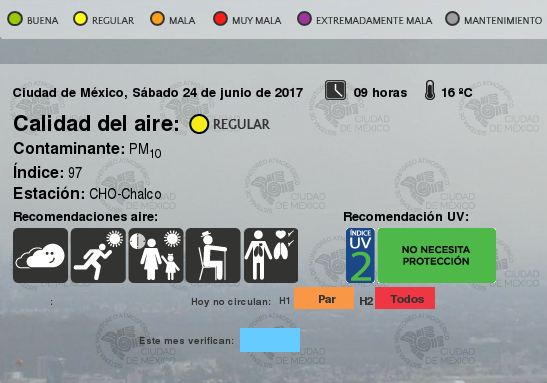 BUENA REGULAR MALA MUY MALA EXTREMADAMENTE MALA MANTENIMIENTO
Ciudad de México, Sábado 24 de junio de 2017 09 horas 16 ºC
Calidad del aire: REGULAR
Contaminante: PM10
Índice: 97
Estación: CHO-Chalco
Recomendaciones aire: Recomendación UV:
ÍNDICE UV 2 NO NECESITA PROTECCIÓN
: Hoy no circulan: H1 Par H2 Todos
Este mes verifican:
CIUDAD DE MÉXICO